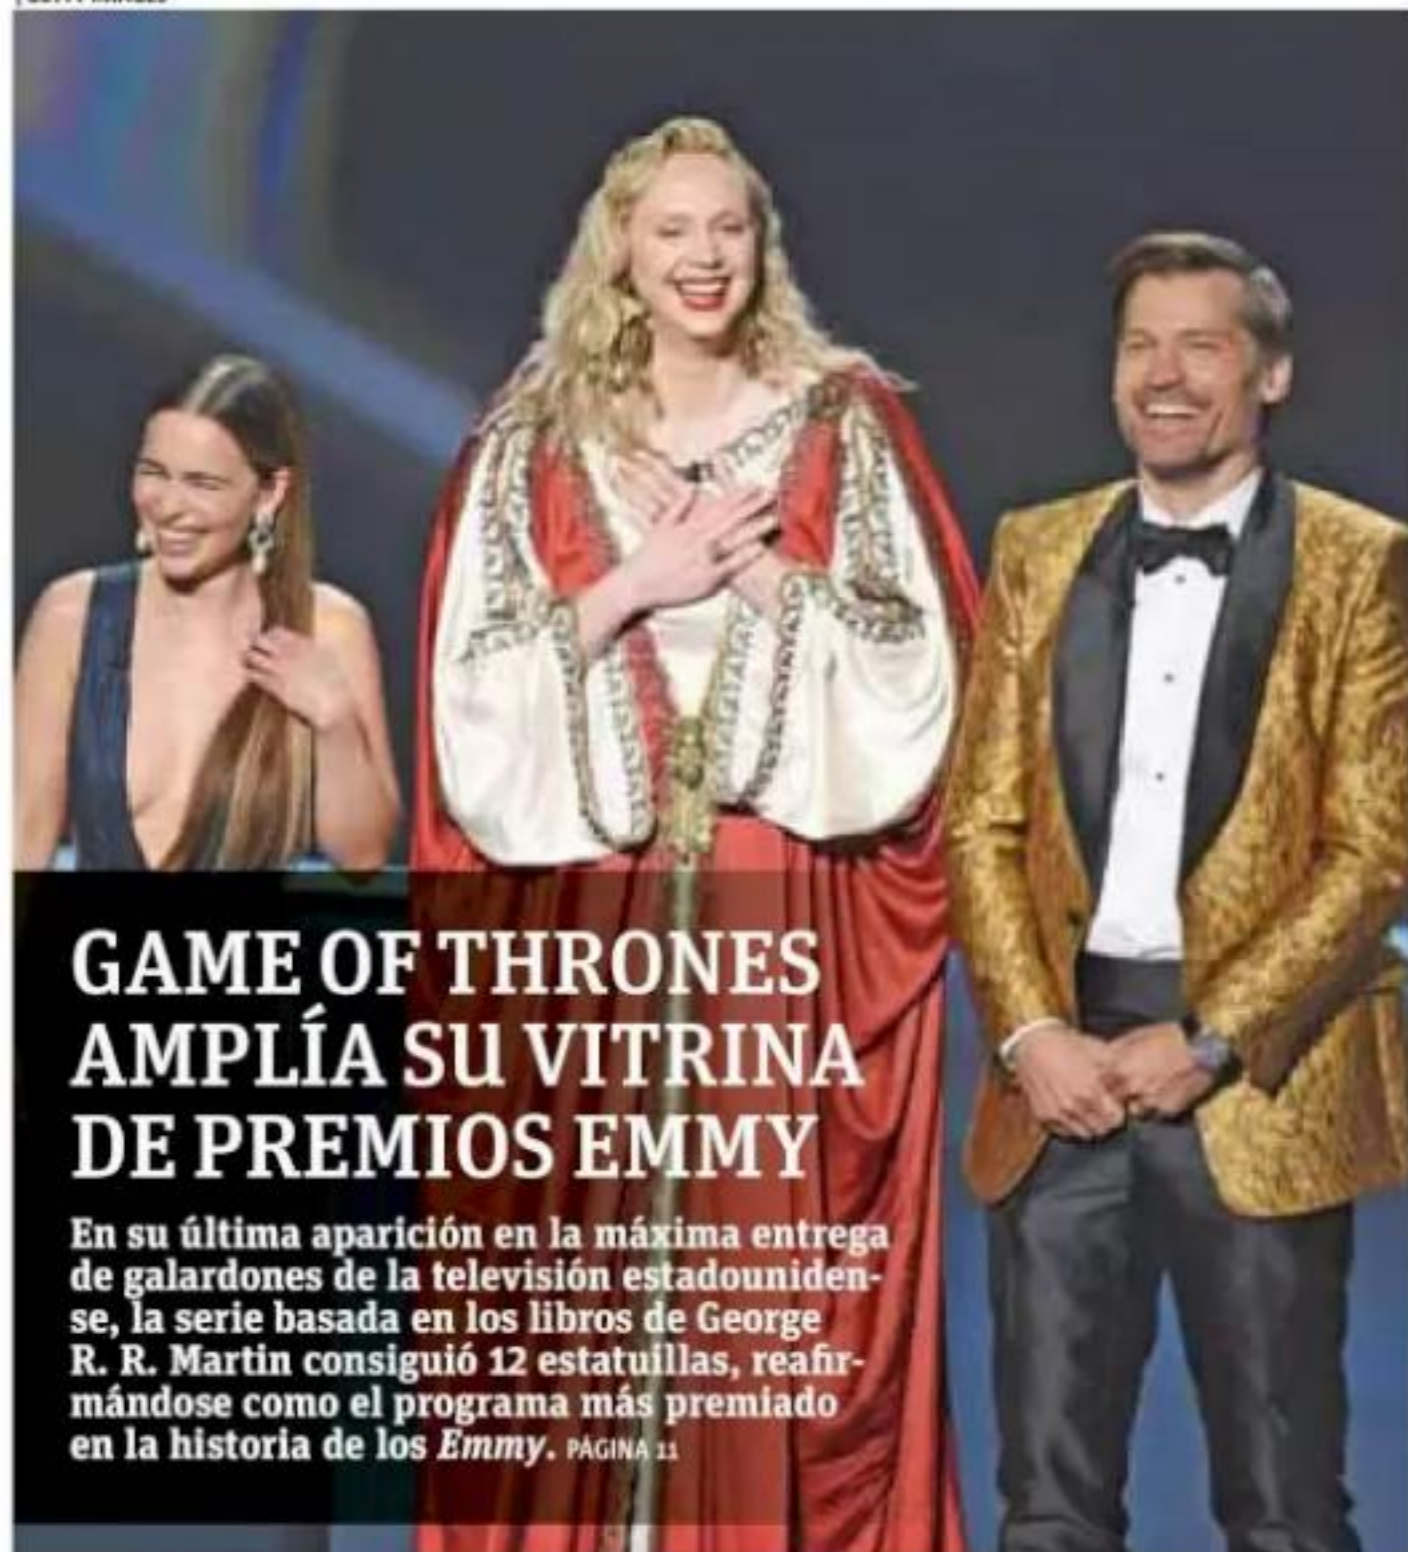 GETTY IMAGES
GAME OF THRONES
AMPLÍA SU VITRINA
DE PREMIOS EMMY
En su última aparición en la máxima entrega
de galardones de la televisión estadouniden-
se, la serie basada en los libros de George
R. R. Martin consiguió 12 estatuillas, reafir-
mándose como el programa más premiado
en la historia de los Emmy. PÁGINA 11